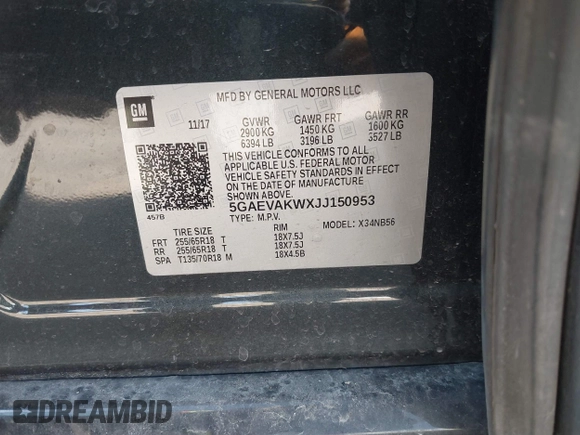 MFD BY GENERAL MOTORS LLC
GM
11/17 GVWR GAWR FRT GAWR RR
2900 KG 1450 KG 1600 KG
6394 LB 3196 LB 3527 LB
THIS VEHICLE CONFORMS TO ALL
APPLICABLE U.S. FEDERAL MOTOR
VEHICLE SAFETY STANDARDS IN EFFECT
ON THE DATE OF MANUFACTURE
SHOWN ABOVE.
5GAEVAKWXJJ150953
457B
TYPE: M.P.V. MODEL: X34NB56
TIRE SIZE RIM
FRT 255/65R18 T 18X7.5J
RR 255/65R18 T 18X7.5J
SPA T135/70R18 M 18X4.5B
DREAMBID